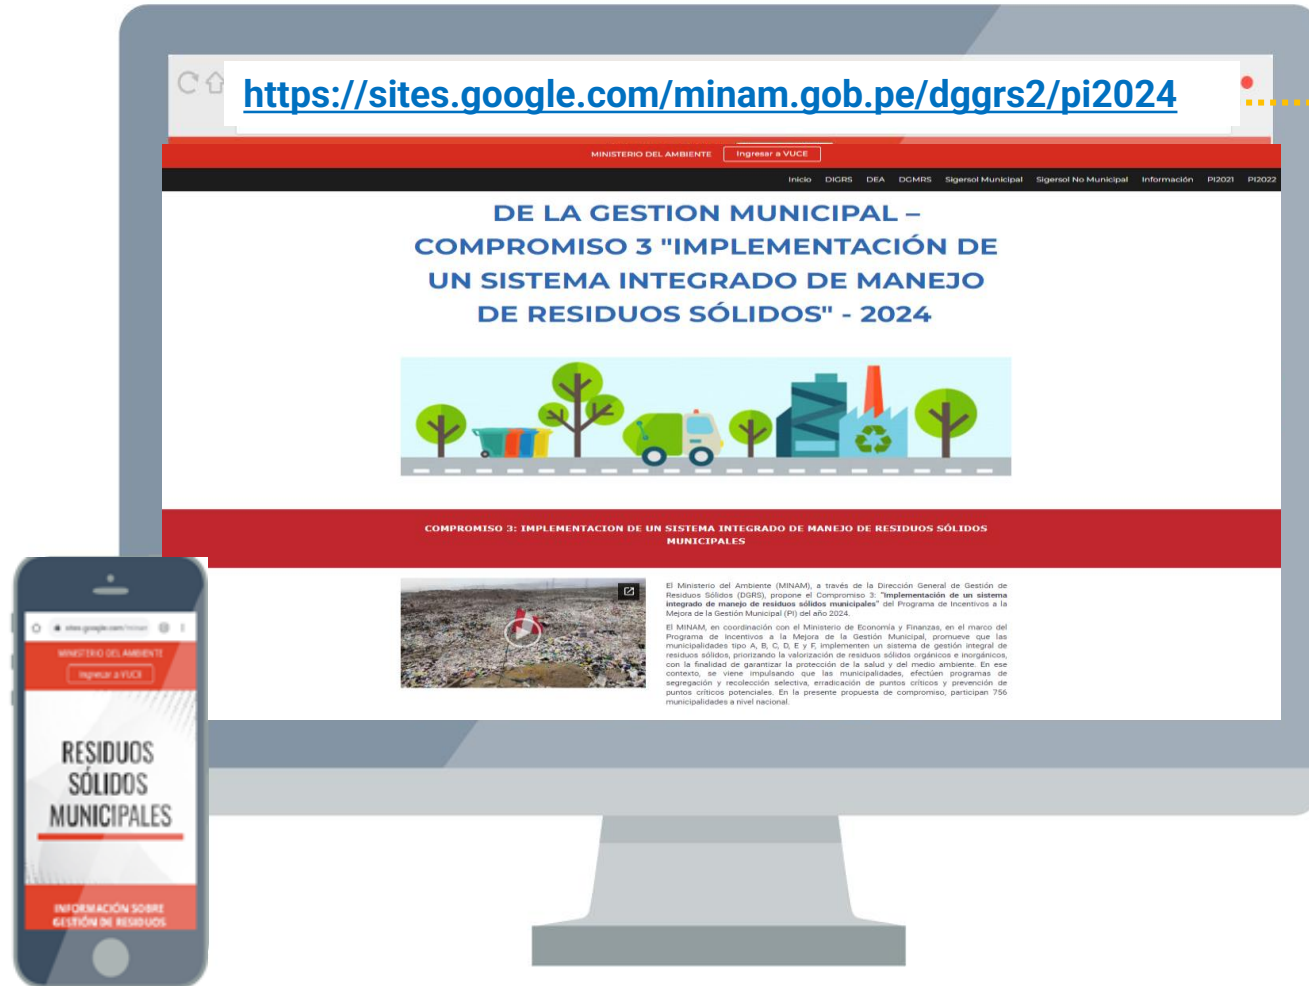 https://sites.google.com/minam.gob.pe/dggrs2/pi2024
MINISTERIO DEL AMBIENTE Ingresar a VUCE
Inicio DIGRS DEA DCMRS Sigersol Municipal Sigersol No Municipal Información PI2021 PI2022
DE LA GESTION MUNICIPAL –
COMPROMISO 3 "IMPLEMENTACIÓN DE
UN SISTEMA INTEGRADO DE MANEJO
DE RESIDUOS SÓLIDOS" - 2024
COMPROMISO 3: IMPLEMENTACION DE UN SISTEMA INTEGRADO DE MANEJO DE RESIDUOS SÓLIDOS
MUNICIPALES
El Ministerio del Ambiente (MINAM), a través de la Dirección General de Gestión de
Residuos Sólidos (DGRS), propone el Compromiso 3: "Implementación de un sistema
integrado de manejo de residuos sólidos municipales" del Programa de Incentivos a la
Mejora de la Gestión Municipal (PI) del año 2024.
El MINAM, en coordinación con el Ministerio de Economía y Finanzas, en el marco del
Programa de Incentivos a la Mejora de la Gestión Municipal, promueve que las
municipalidades tipo A, B, C, D, E y F, implementen un sistema de gestión integral de
residuos sólidos, priorizando la valorización de residuos sólidos orgánicos e inorgánicos,
con la finalidad de garantizar la protección de la salud y del medio ambiente. En ese
contexto, se viene impulsando que las municipalidades, efectúen programas de
segregación y recolección selectiva, erradicación de puntos críticos y prevención de
puntos críticos potenciales. En la presente propuesta de compromiso, participan 756
municipalidades a nivel nacional.
sites.google.com/minam
MINISTERIO DEL AMBIENTE
Ingresar a VUCE
RESIDUOS
SÓLIDOS
MUNICIPALES
INFORMACIÓN SOBRE
GESTIÓN DE RESIDUOS